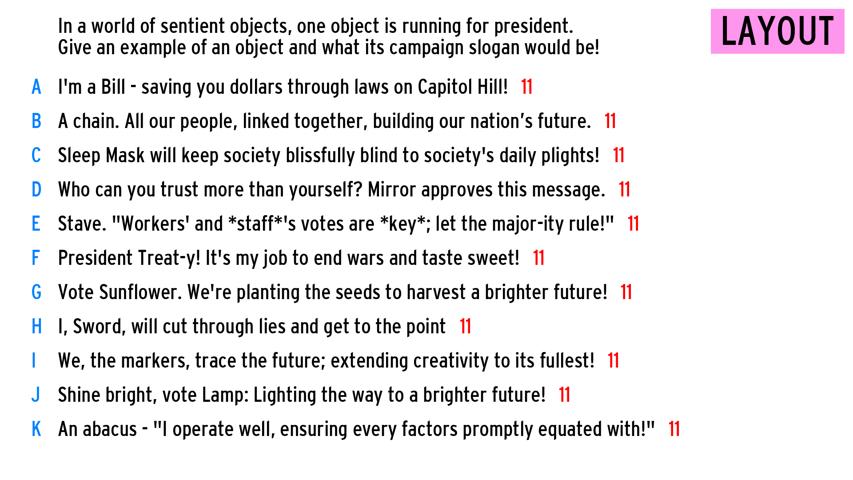 In a world of sentient objects, one object is running for president.
Give an example of an object and what its campaign slogan would be!
LAYOUT
A I'm a Bill - saving you dollars through laws on Capitol Hill! 11
B A chain. All our people, linked together, building our nation’s future. 11
C Sleep Mask will keep society blissfully blind to society's daily plights! 11
D Who can you trust more than yourself? Mirror approves this message. 11
E Stave. "Workers' and *staff*'s votes are *key*; let the major-ity rule!" 11
F President Treat-y! It's my job to end wars and taste sweet! 11
G Vote Sunflower. We're planting the seeds to harvest a brighter future! 11
H I, Sword, will cut through lies and get to the point 11
I We, the markers, trace the future; extending creativity to its fullest! 11
J Shine bright, vote Lamp: Lighting the way to a brighter future! 11
K An abacus - "I operate well, ensuring every factors promptly equated with!" 11